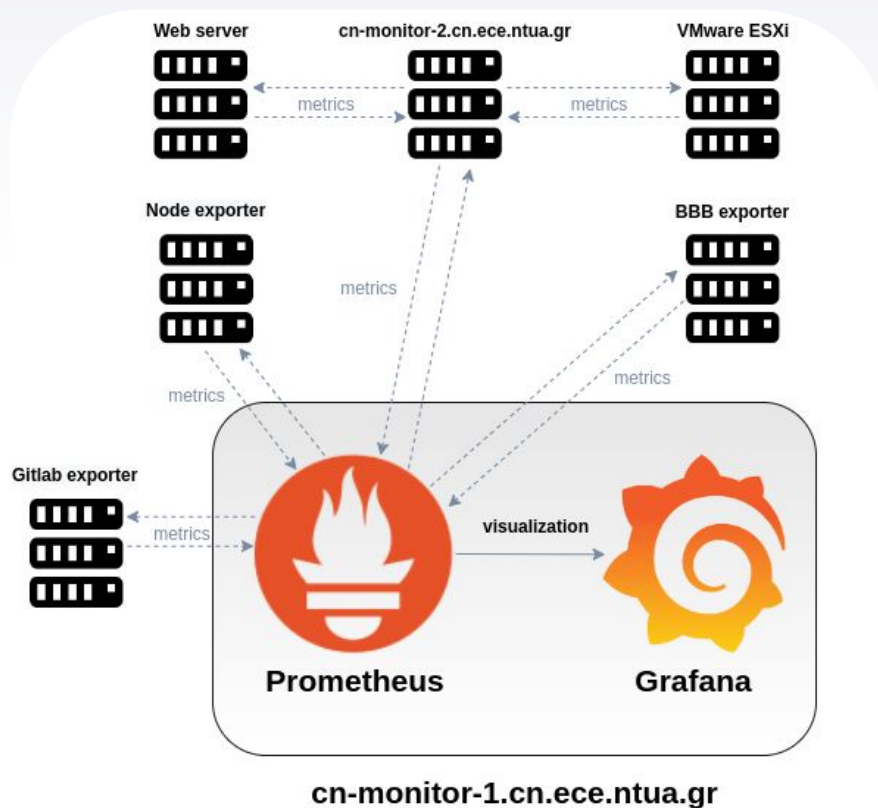 Web server
cn-monitor-2.cn.ece.ntua.gr
VMware ESXi
metrics
metrics
Node exporter
BBB exporter
metrics
metrics
metrics
Gitlab exporter
metrics
visualization
Prometheus
Grafana
cn-monitor-1.cn.ece.ntua.gr